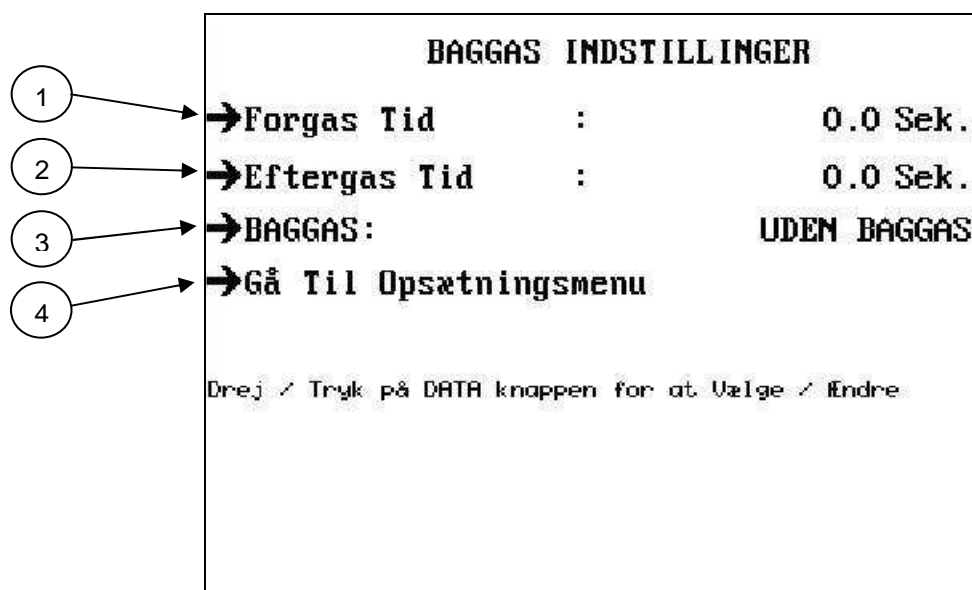 BAGGAS INDSTILLINGER
1
→Forgas Tid : 0.0 Sek.
2
→Eftergas Tid : 0.0 Sek.
3
→BAGGAS: UDEN BAGGAS
4
→Gå Til Opsætningsmenu
Drej / Tryk på DATA knappen for at Vælge / Ændre